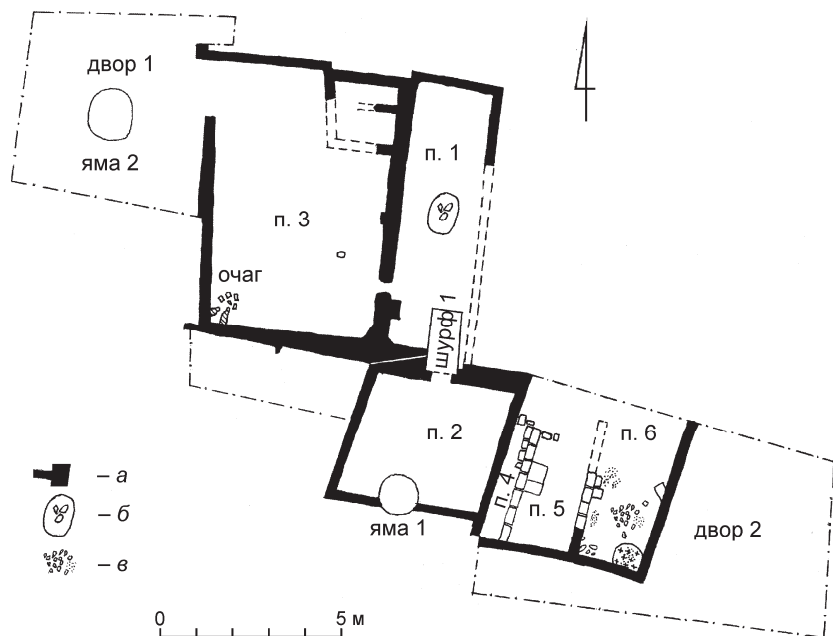 двор 1
яма 2
п. 1
п. 3
очаг
шурф 1
п. 2
яма 1
п. 4
п. 5
п. 6
двор 2
– а
– б
– в
0 5 м